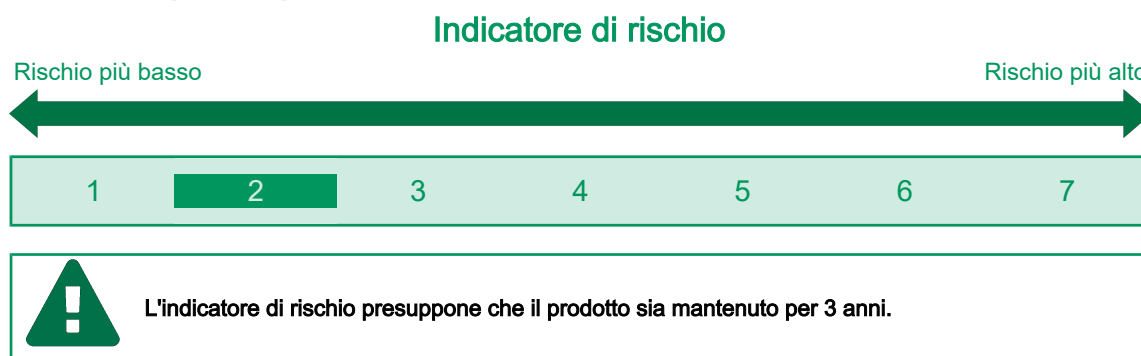 Indicatore di rischio
Rischio più basso Rischio più alto
1 2 3 4 5 6 7
L'indicatore di rischio presuppone che il prodotto sia mantenuto per 3 anni.